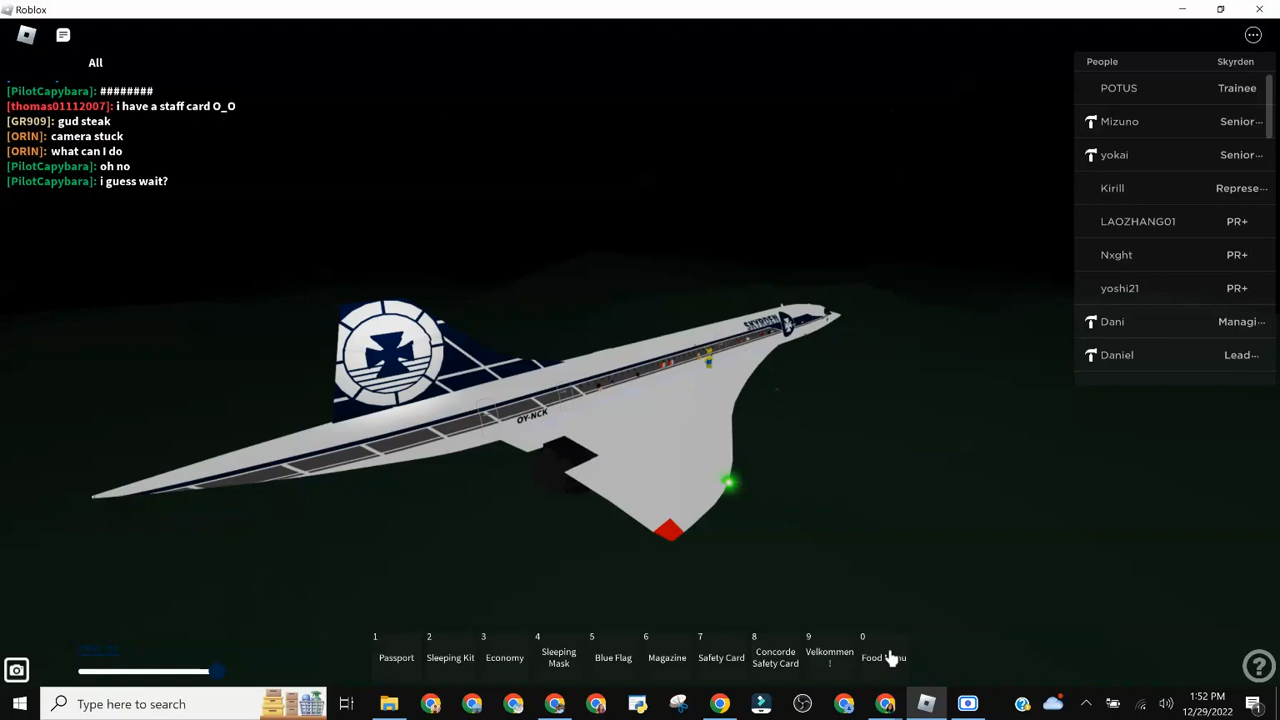 Roblox
All
[PilotCapybara]: ########
[thomas01112007]: i have a staff card O_O
[GR909]: gud steak
[ORlN]: camera stuck
[ORlN]: what can I do
[PilotCapybara]: oh no
[PilotCapybara]: i guess wait?
People Skyrden
POTUS Trainee
Mizuno Senior...
yokai Senior...
Kirill Represe...
LAOZHANG01 PR+
Nxght PR+
yoshi21 PR+
Dani Managi...
Daniel Lead...
SKYRDEN
OY-NCK
1 Passport
2 Sleeping Kit
3 Economy
4 Sleeping Mask
5 Blue Flag
6 Magazine
7 Safety Card
8 Concorde Safety Card
9 Velkommen !
0 Food Menu
?
Type here to search
1:52 PM
12/29/2022